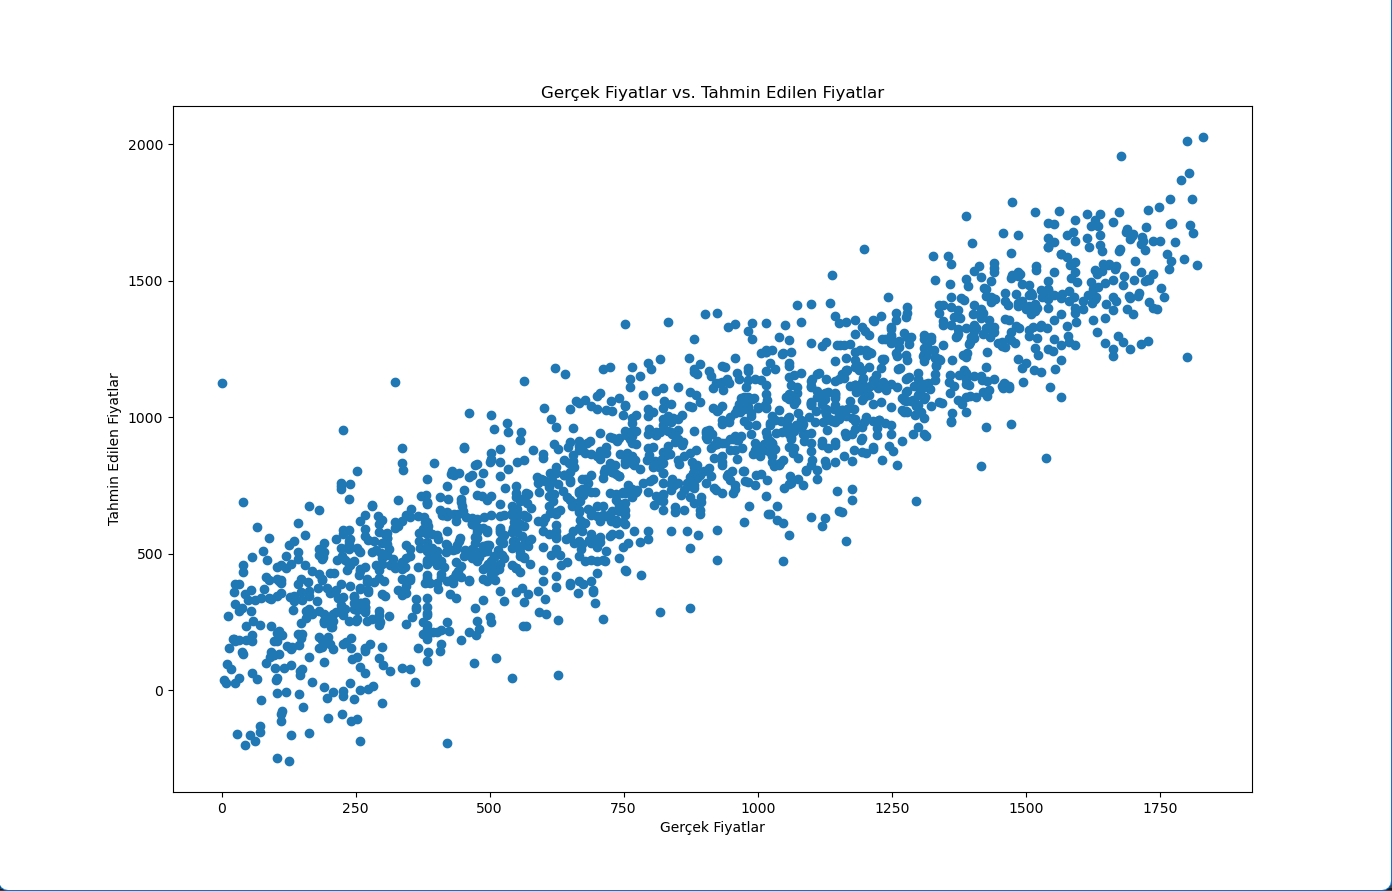 Gerçek Fiyatlar vs. Tahmin Edilen Fiyatlar
Tahmin Edilen Fiyatlar
2000
1500
1000
500
0
0 250 500 750 1000 1250 1500 1750
Gerçek Fiyatlar